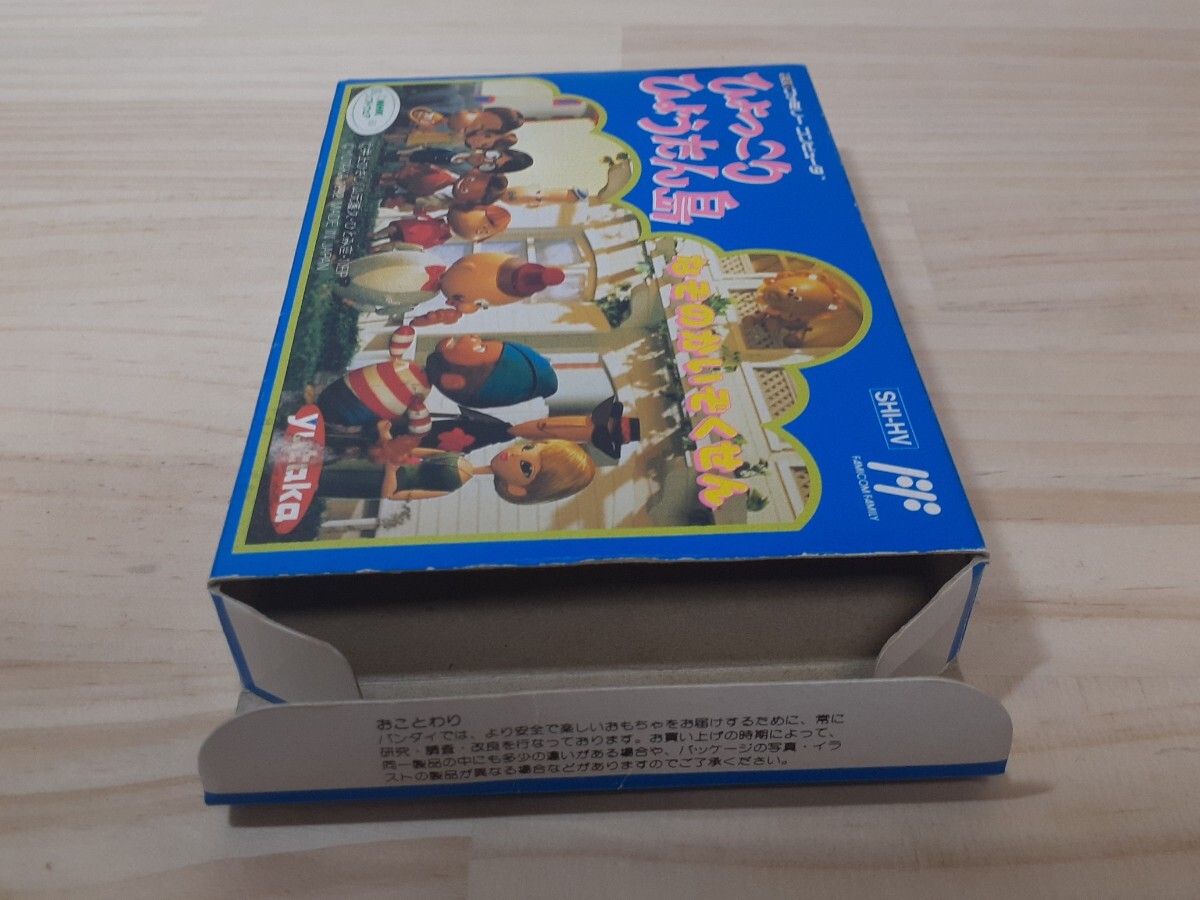 ひょっこり
ひょうたん島
なぞのかいぞくせん
SHI-HV
FAMICOM FAMILY
MADE IN JAPAN
yutaka
おことわり
バンダイでは、より安全で楽しいおもちゃをお届けするために、常に
研究・調査・改良を行なっております。お買い上げの時期によって、
同一製品の中にも多少の違いがある場合や、パッケージの写真・イラ
ストの製品が異なる場合などがありますのでご了承ください。